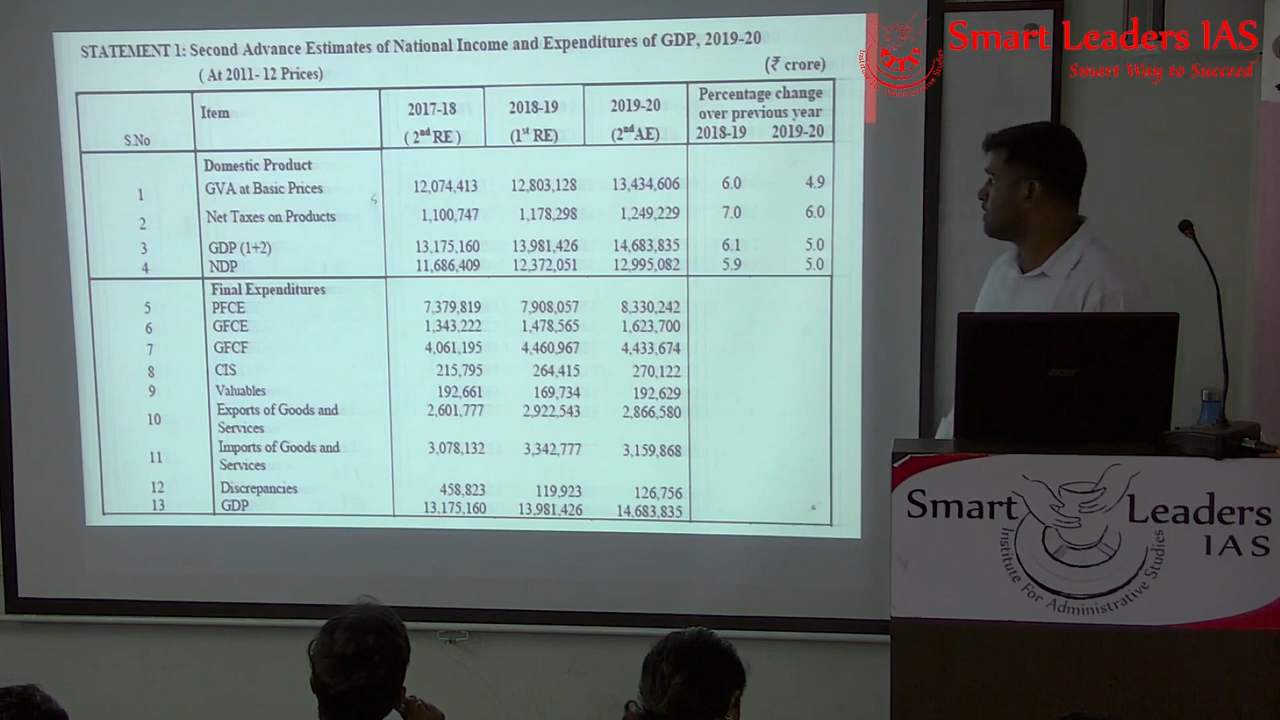 STATEMENT 1: Second Advance Estimates of National Income and Expenditures of GDP, 2019-20
( At 2011- 12 Prices) (₹ crore)
S.No Item 2017-18 (2nd RE) 2018-19 (1st RE) 2019-20 (2nd AE) Percentage change over previous year 2018-19 2019-20
Domestic Product
1 GVA at Basic Prices 12,074,413 12,803,128 13,434,606 6.0 4.9
2 Net Taxes on Products 1,100,747 1,178,298 1,249,229 7.0 6.0
3 GDP (1+2) 13,175,160 13,981,426 14,683,835 6.1 5.0
4 NDP 11,686,409 12,372,051 12,995,082 5.9 5.0
Final Expenditures
5 PFCE 7,379,819 7,908,057 8,330,242
6 GFCE 1,343,222 1,478,565 1,623,700
7 GFCF 4,061,195 4,460,967 4,433,674
8 CIS 215,795 264,415 270,122
9 Valuables 192,661 169,734 192,629
10 Exports of Goods and Services 2,601,777 2,922,543 2,866,580
11 Imports of Goods and Services 3,078,132 3,342,777 3,159,868
12 Discrepancies 458,823 119,923 126,756
13 GDP 13,175,160 13,981,426 14,683,835
Smart Leaders IAS
Smart Way to Succeed
Institute For Administrative Studies
acer
Smart Leaders
IAS
Institute For Administrative Studies